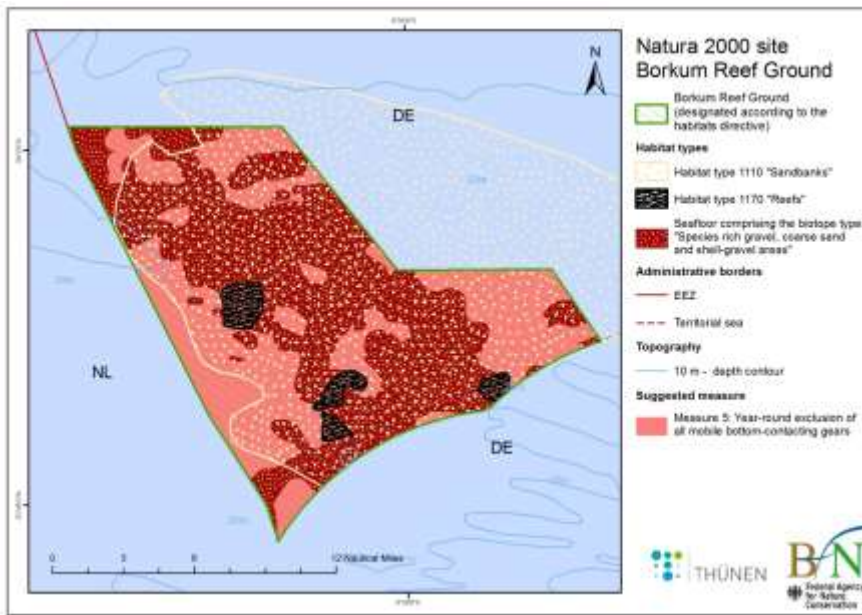 Natura 2000 site
Borkum Reef Ground
Borkum Reef Ground
(designated according to the
habitats directive)
Habitat types
Habitat type 1110 "Sandbanks"
Habitat type 1170 "Reefs"
Seafloor comprising the biotope type
"Species rich gravel, coarse sand
and shell-gravel areas"
Administrative borders
EEZ
Territorial sea
Topography
10 m - depth contour
Suggested measure
Measure 5: Year-round exclusion of
all mobile bottom-contacting gears
N
DE
NL
DE
0 3 6 12 Nautical Miles
THÜNEN
BfN
Federal Agency
for Nature
Conservation